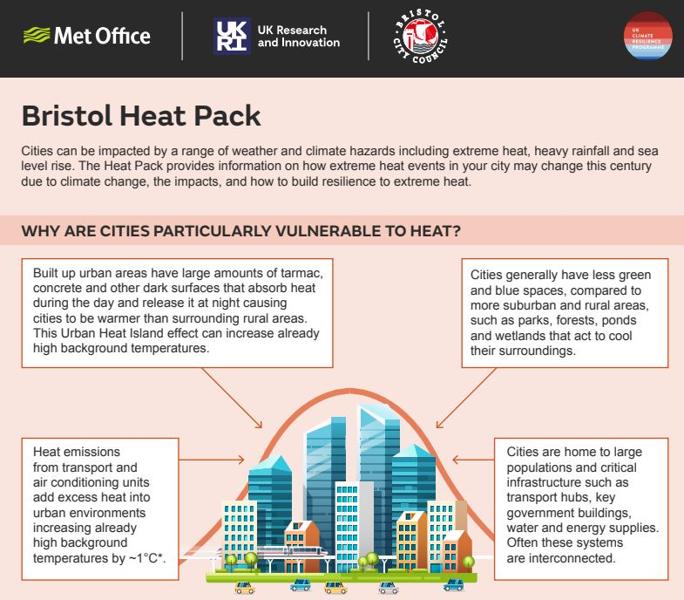 Met Office
UK
RI
UK Research
and Innovation
BRISTOL
CITY COUNCIL
UK
CLIMATE
RESILIENCE
PROGRAMME
Bristol Heat Pack
Cities can be impacted by a range of weather and climate hazards including extreme heat, heavy rainfall and sea
level rise. The Heat Pack provides information on how extreme heat events in your city may change this century
due to climate change, the impacts, and how to build resilience to extreme heat.
WHY ARE CITIES PARTICULARLY VULNERABLE TO HEAT?
Built up urban areas have large amounts of tarmac,
concrete and other dark surfaces that absorb heat
during the day and release it at night causing
cities to be warmer than surrounding rural areas.
This Urban Heat Island effect can increase already
high background temperatures.
Cities generally have less green
and blue spaces, compared to
more suburban and rural areas,
such as parks, forests, ponds
and wetlands that act to cool
their surroundings.
Heat emissions
from transport and
air conditioning units
add excess heat into
urban environments
increasing already
high background
temperatures by ~1°C*.
Cities are home to large
populations and critical
infrastructure such as
transport hubs, key
government buildings,
water and energy supplies.
Often these systems
are interconnected.